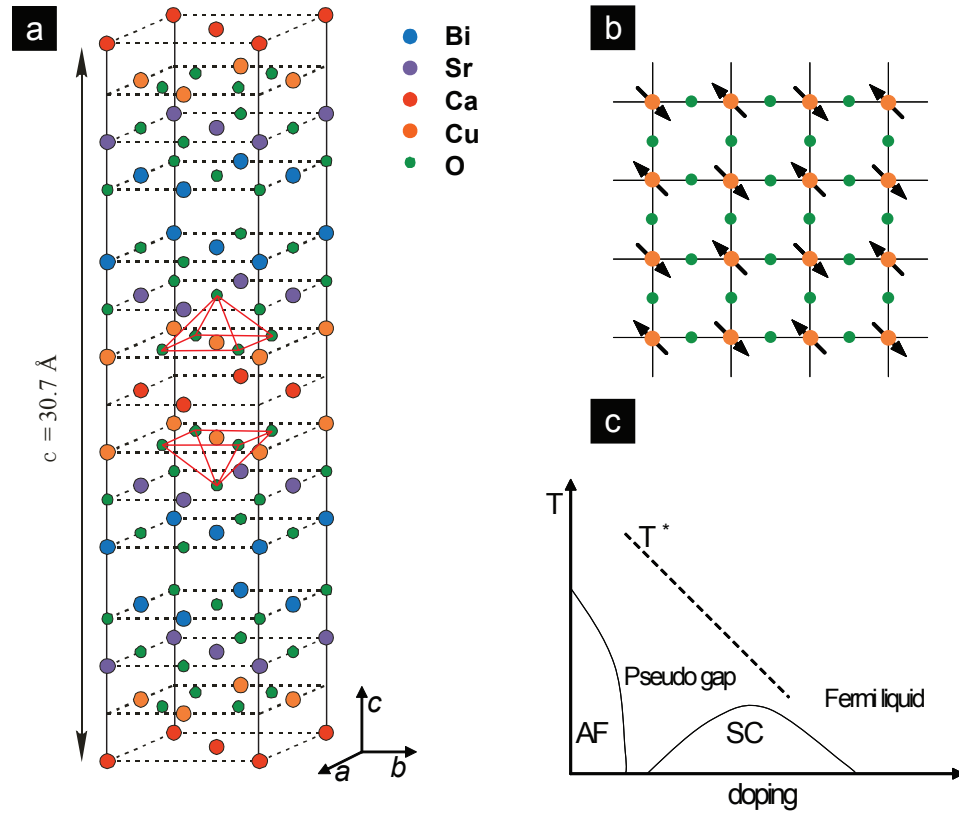 a
Bi
Sr
Ca
Cu
O
c = 30.7 Å
c
a
b
b
c
T
T *
Pseudo gap
Fermi liquid
AF
SC
doping